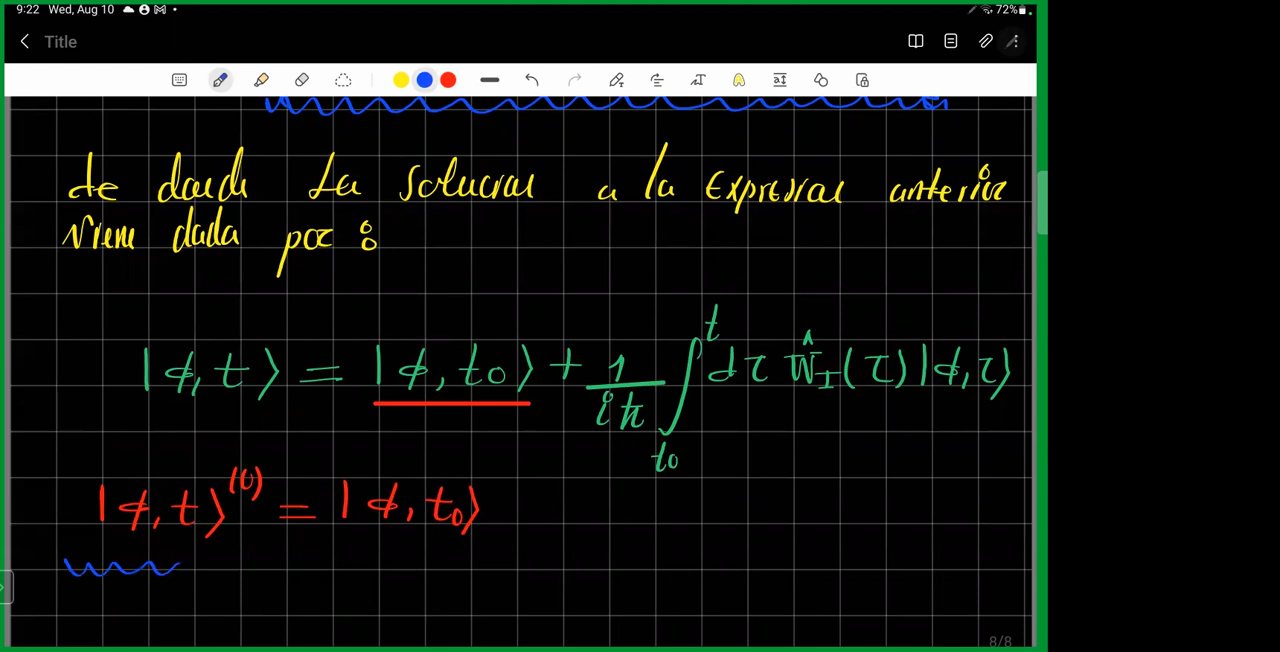 9:22 Wed, Aug 10 72%
Title
de donde La solucion a la Expresion anterior
viene dada por:
|ϕ,t⟩ = |ϕ,t₀⟩ + 1/(iħ) ∫_{t₀}^{t} dτ Ŵ_I(τ)|ϕ,τ⟩
|ϕ,t⟩⁽⁰⁾ = |ϕ,t₀⟩
8/8